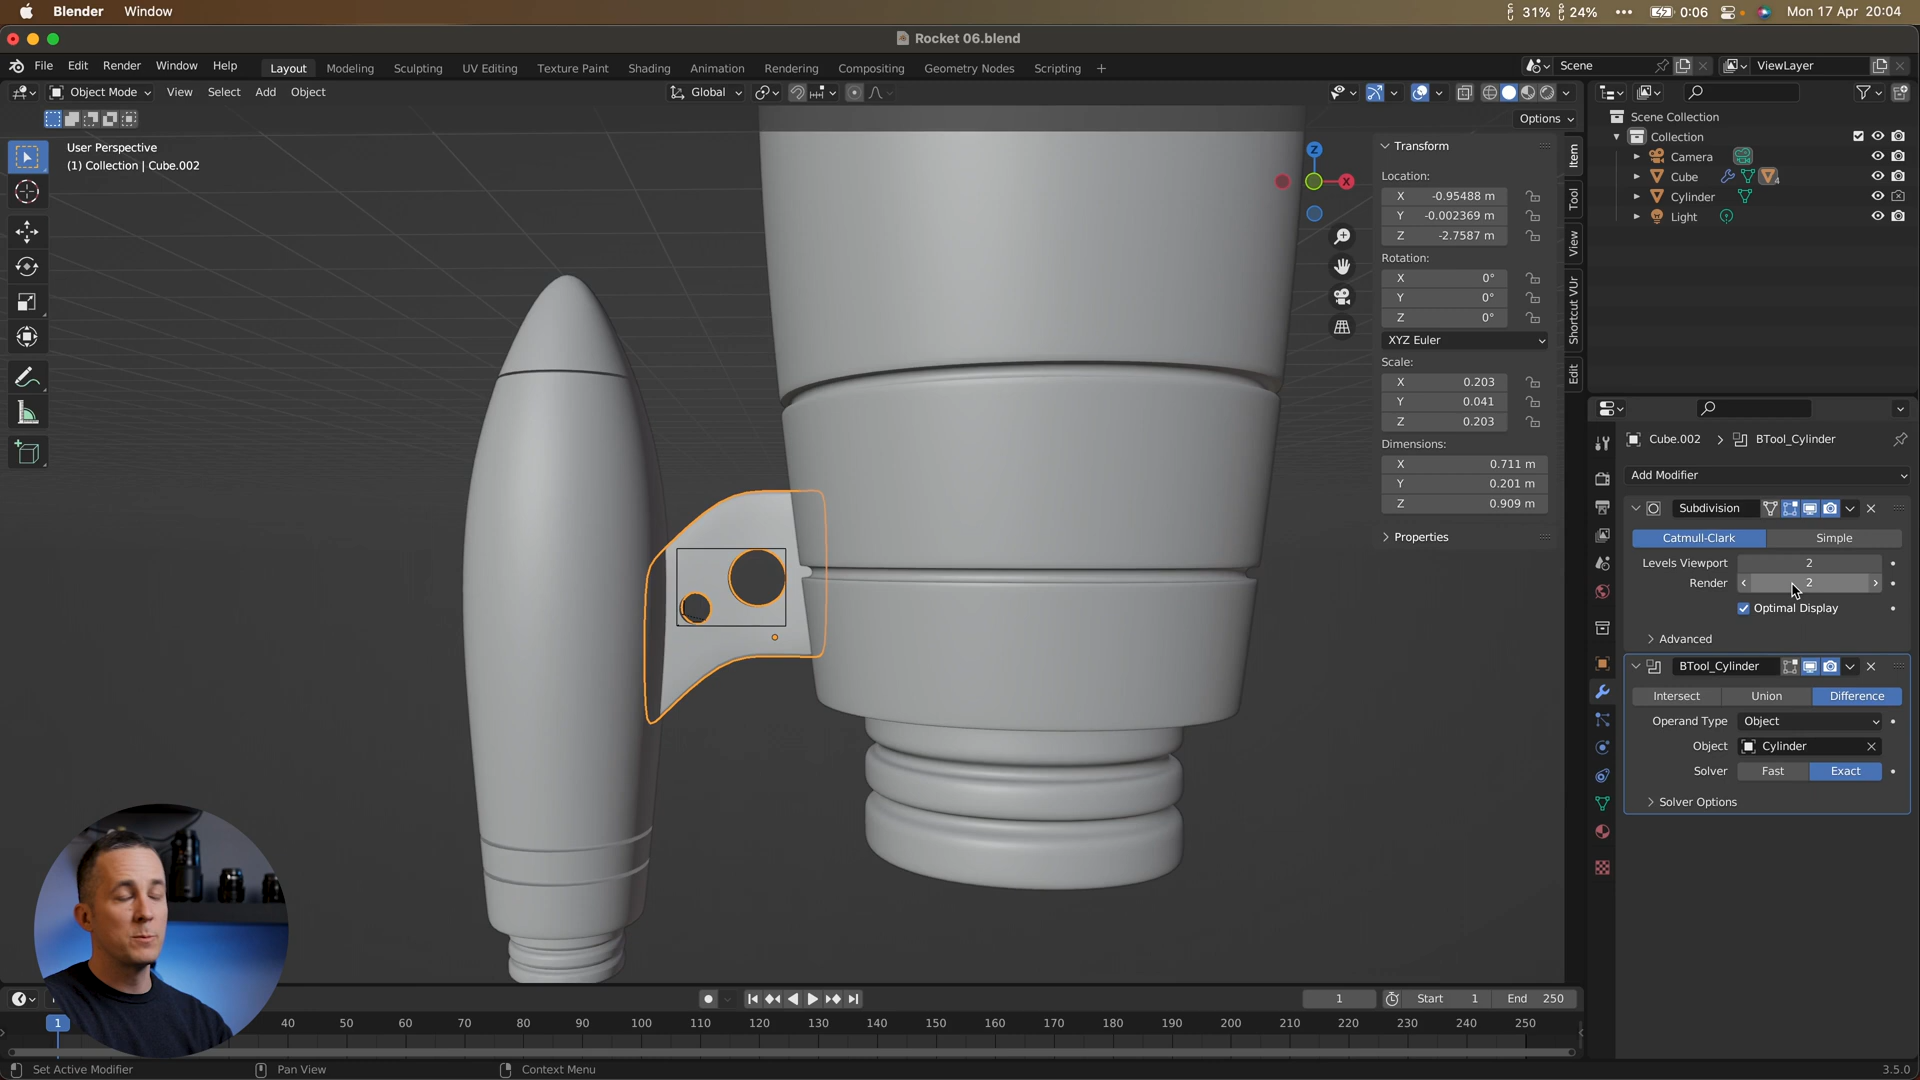 Blender Window 31% 24% 0:06 Mon 17 Apr 20:04
Rocket 06.blend
File Edit Render Window Help Layout Modeling Sculpting UV Editing Texture Paint Shading Animation Rendering Compositing Geometry Nodes Scripting + Scene ViewLayer
Object Mode View Select Add Object Global
Options
User Perspective
(1) Collection | Cube.002
Z
X
Transform
Location:
X -0.95488 m
Y -0.002369 m
Z -2.7587 m
Rotation:
X 0°
Y 0°
Z 0°
XYZ Euler
Scale:
X 0.203
Y 0.041
Z 0.203
Dimensions:
X 0.711 m
Y 0.201 m
Z 0.909 m
Properties
Item
Tool
View
Shortcut VUr
Edit
Scene Collection
Collection
Camera
Cube 4
Cylinder
Light
Cube.002 > BTool_Cylinder
Add Modifier
Subdivision
Catmull-Clark Simple
Levels Viewport 2
Render 2
Optimal Display
Advanced
BTool_Cylinder
Intersect Union Difference
Operand Type Object
Object Cylinder
Solver Fast Exact
Solver Options
1 Start 1 End 250
1 40 50 60 70 80 90 100 110 120 130 140 150 160 170 180 190 200 210 220 230 240 250
Set Active Modifier Pan View Context Menu 3.5.0